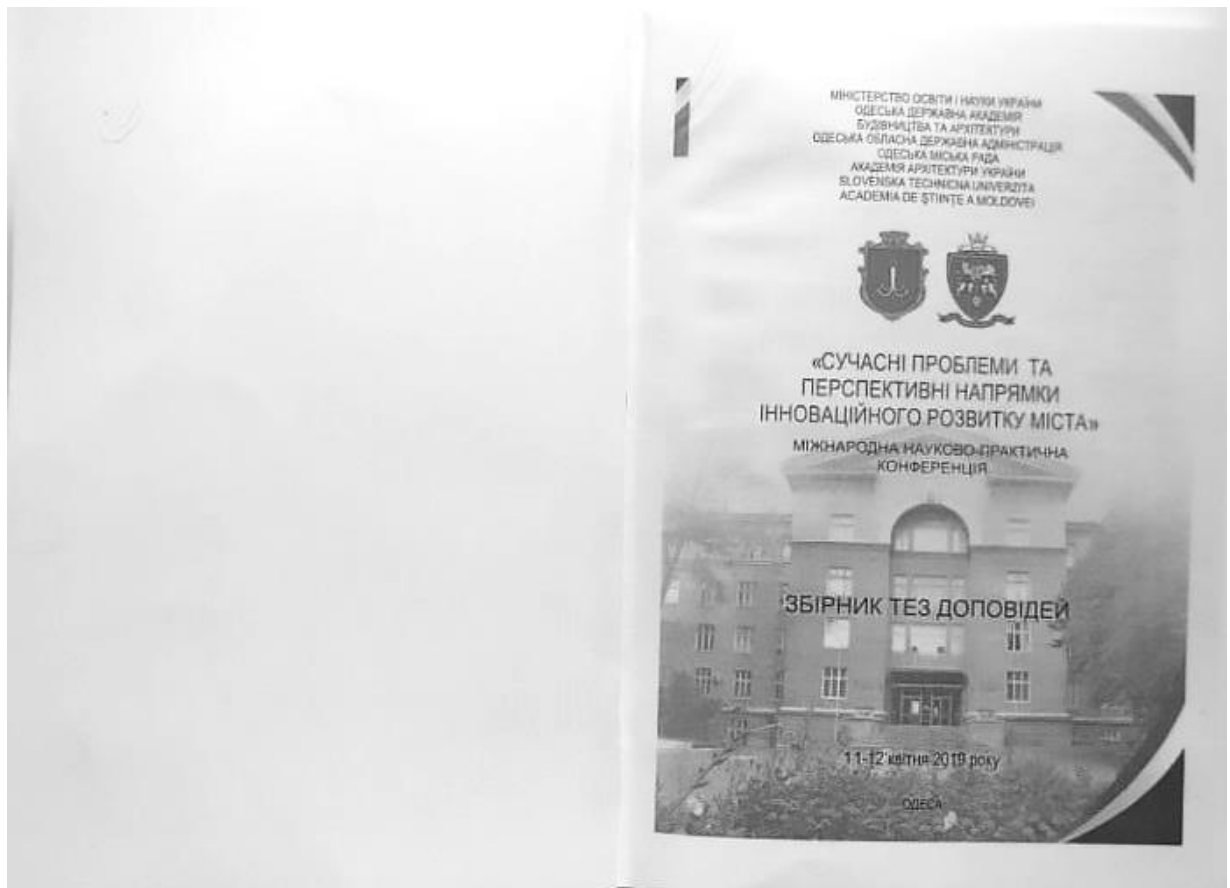 МІНІСТЕРСТВО ОСВІТИ І НАУКИ УКРАЇНИ
ОДЕСЬКА ДЕРЖАВНА АКАДЕМІЯ
БУДІВНИЦТВА ТА АРХІТЕКТУРИ
ОДЕСЬКА ОБЛАСНА ДЕРЖАВНА АДМІНІСТРАЦІЯ
ОДЕСЬКА МІСЬКА РАДА
АКАДЕМІЯ АРХІТЕКТУРИ УКРАЇНИ
SLOVENSKA TECHNICNA UNIVERZITA
ACADEMIA DE ȘTIINȚE A MOLDOVEI
«СУЧАСНІ ПРОБЛЕМИ ТА
ПЕРСПЕКТИВНІ НАПРЯМКИ
ІННОВАЦІЙНОГО РОЗВИТКУ МІСТА»
МІЖНАРОДНА НАУКОВО-ПРАКТИЧНА
КОНФЕРЕНЦІЯ
ЗБІРНИК ТЕЗ ДОПОВІДЕЙ
11-12 квітня 2019 року
ОДЕСА